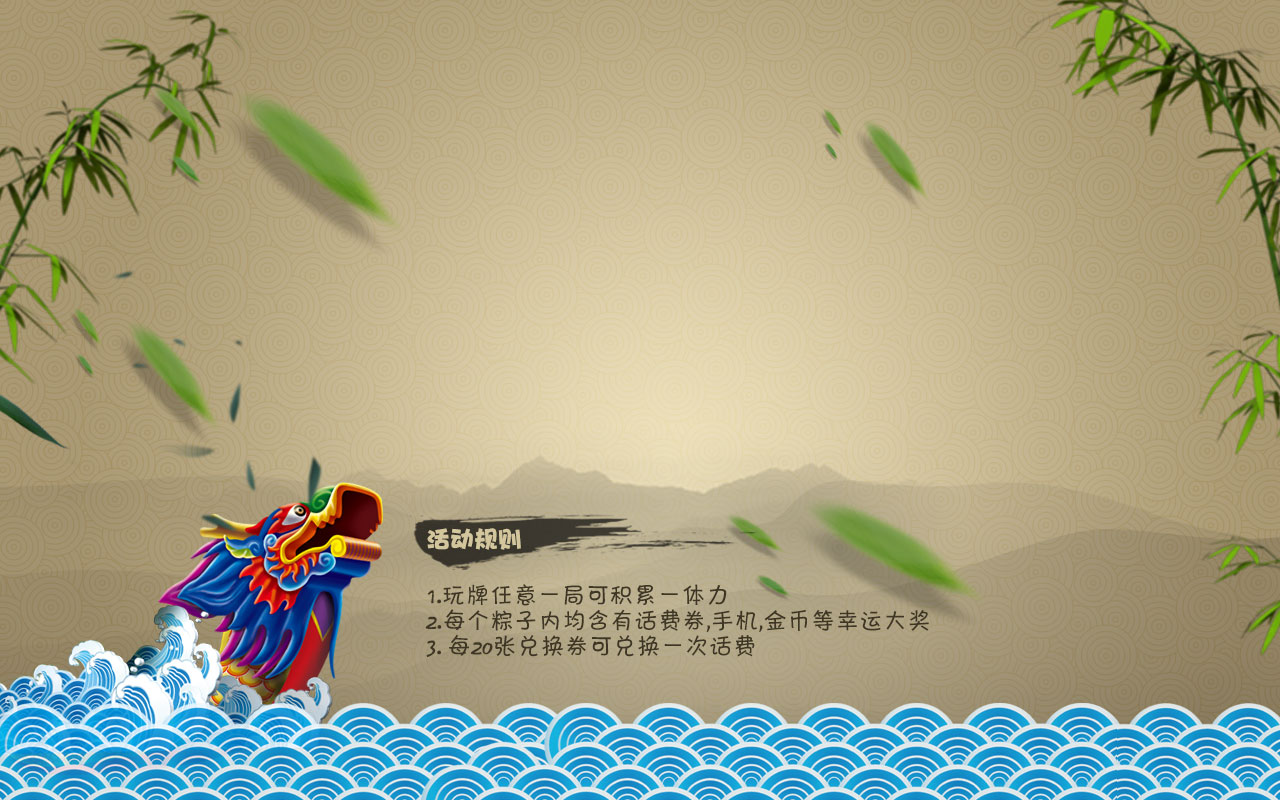 活动规则
1.玩牌任意一局可积累一体力
2.每个粽子内均含有话费券,手机,金币等幸运大奖
3. 每20张兑换券可兑换一次话费